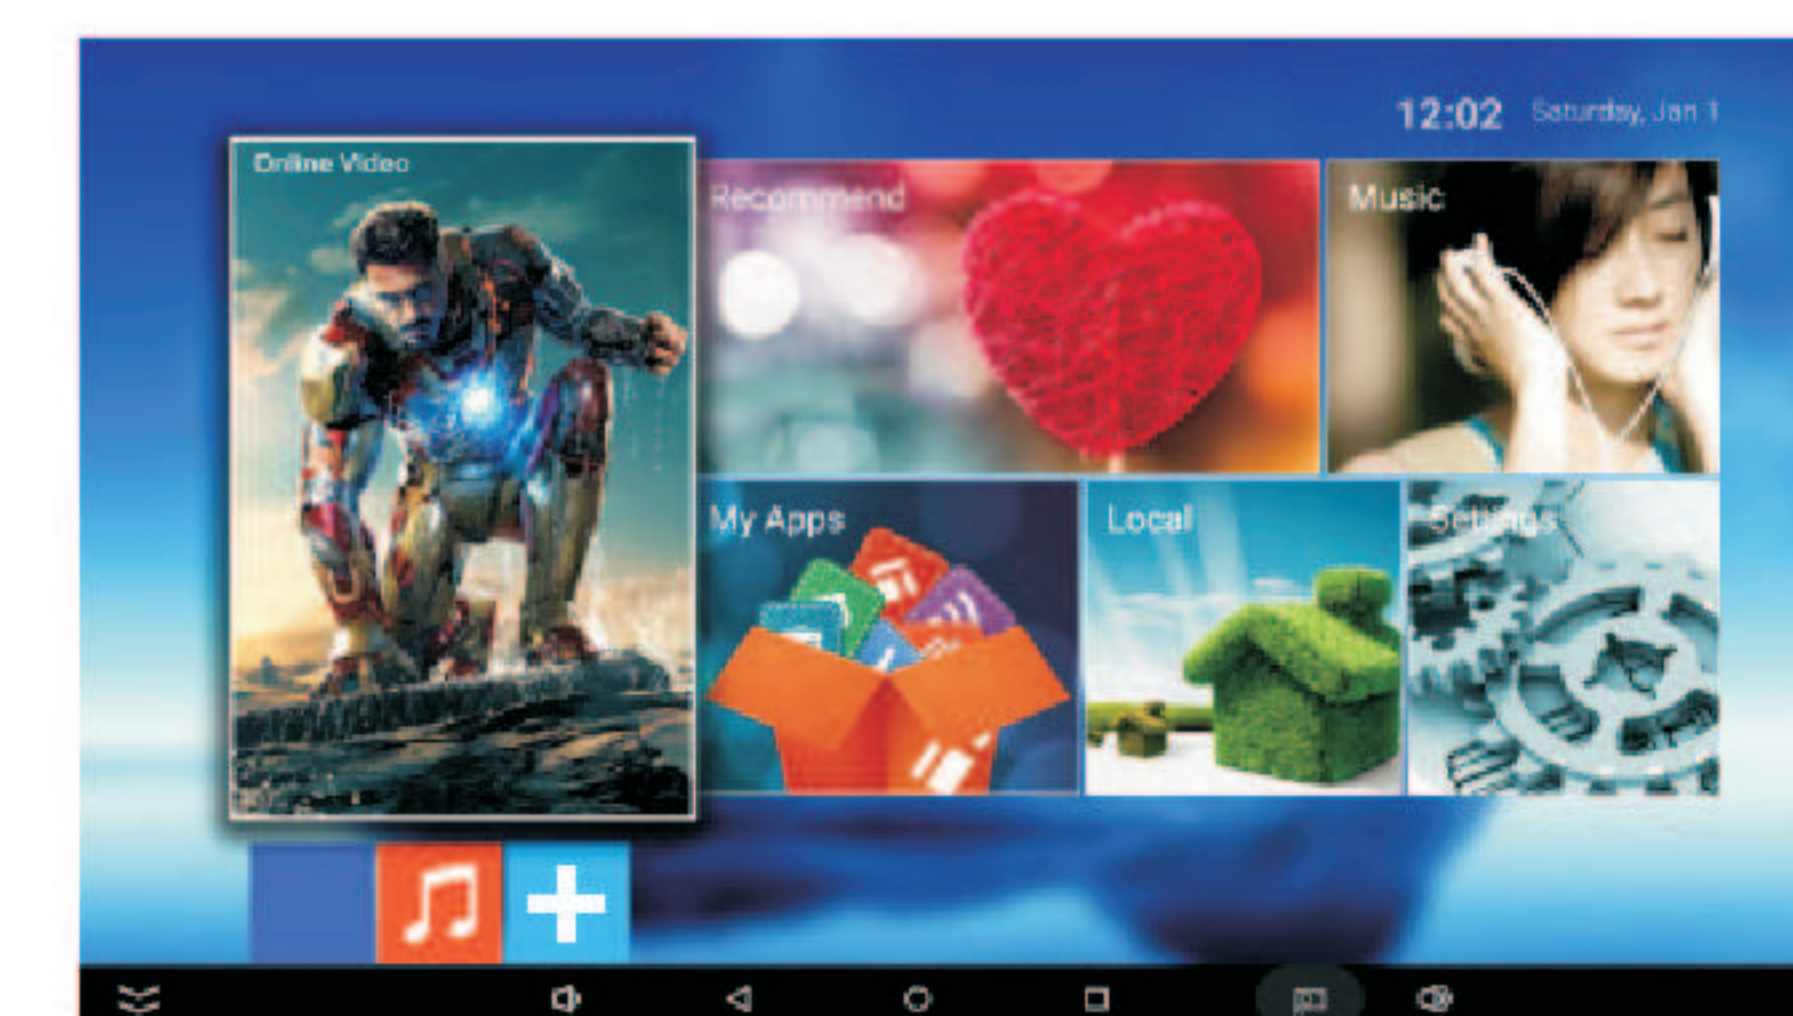 12:02 Saturday, Jan 1
Online Video
Recommend
Music
My Apps
Local
Settings